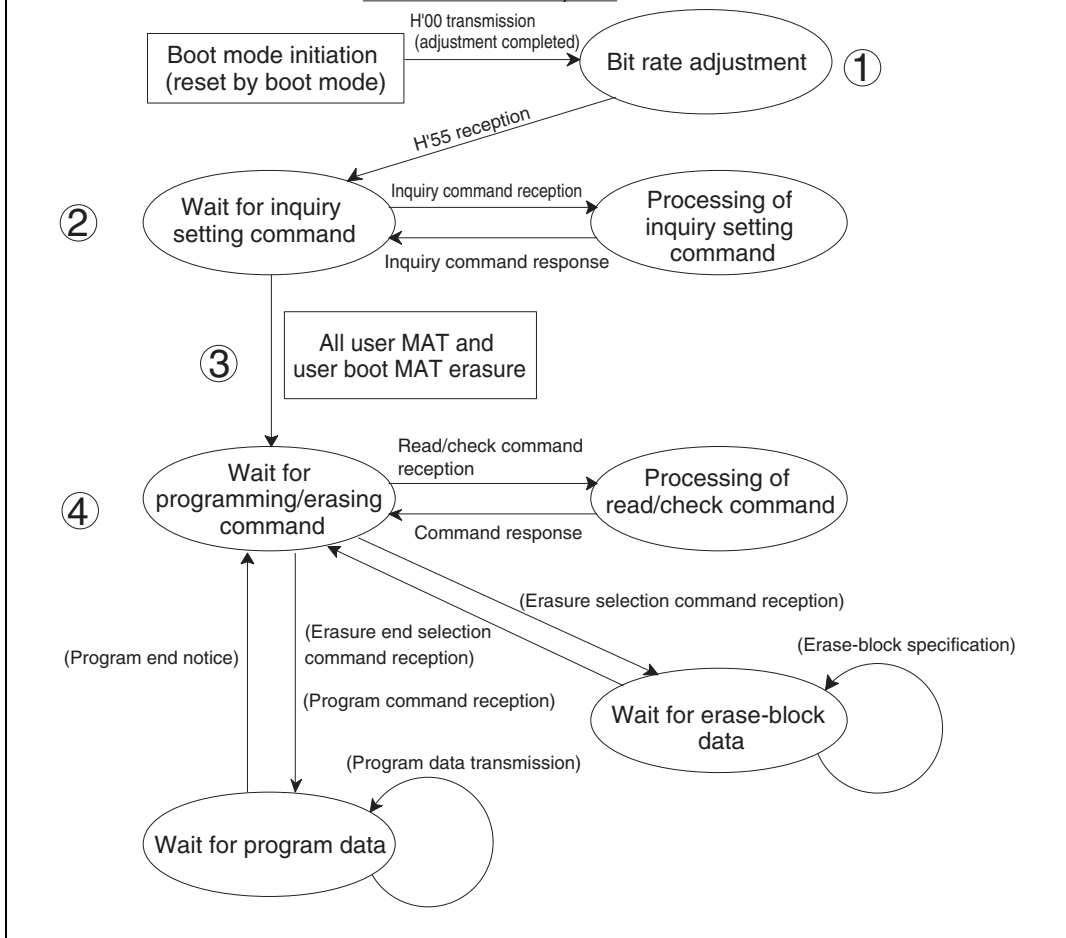 H'00 transmission
(adjustment completed)
Boot mode initiation
(reset by boot mode)
Bit rate adjustment
1
H'55 reception
2
Wait for inquiry
setting command
Inquiry command reception
Inquiry command response
Processing of
inquiry setting
command
3
All user MAT and
user boot MAT erasure
4
Wait for
programming/erasing
command
Read/check command
reception
Command response
Processing of
read/check command
(Erasure selection command reception)
(Program end notice)
(Erasure end selection
command reception)
(Program command reception)
(Erase-block specification)
Wait for erase-block
data
(Program data transmission)
Wait for program data